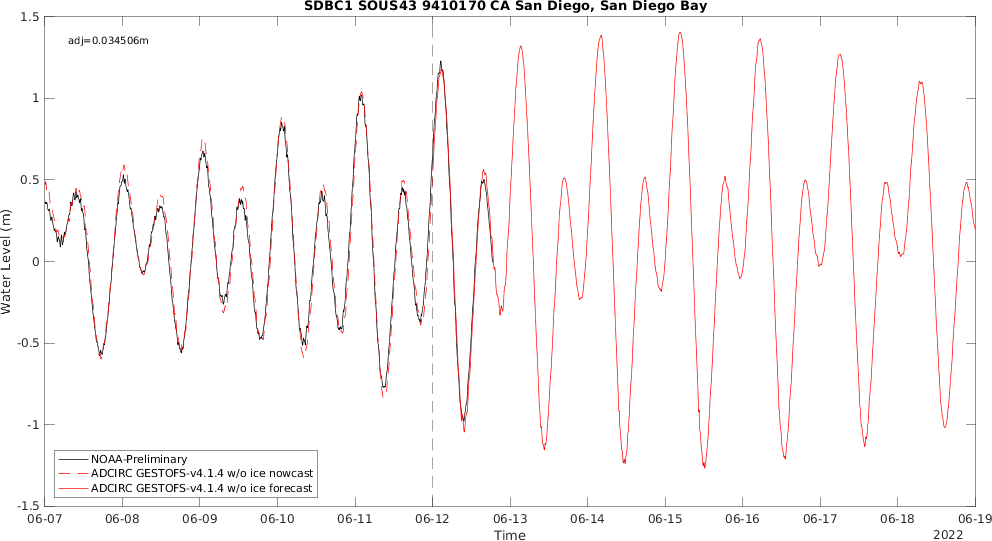 SDBC1 SOUS43 9410170 CA San Diego, San Diego Bay
adj=0.034506m
1.5
1
0.5
0
-0.5
-1
-1.5
Water Level (m)
NOAA-Preliminary
ADCIRC GESTOFS-v4.1.4 w/o ice nowcast
ADCIRC GESTOFS-v4.1.4 w/o ice forecast
06-07 06-08 06-09 06-10 06-11 06-12 06-13 06-14 06-15 06-16 06-17 06-18 06-19
Time
2022